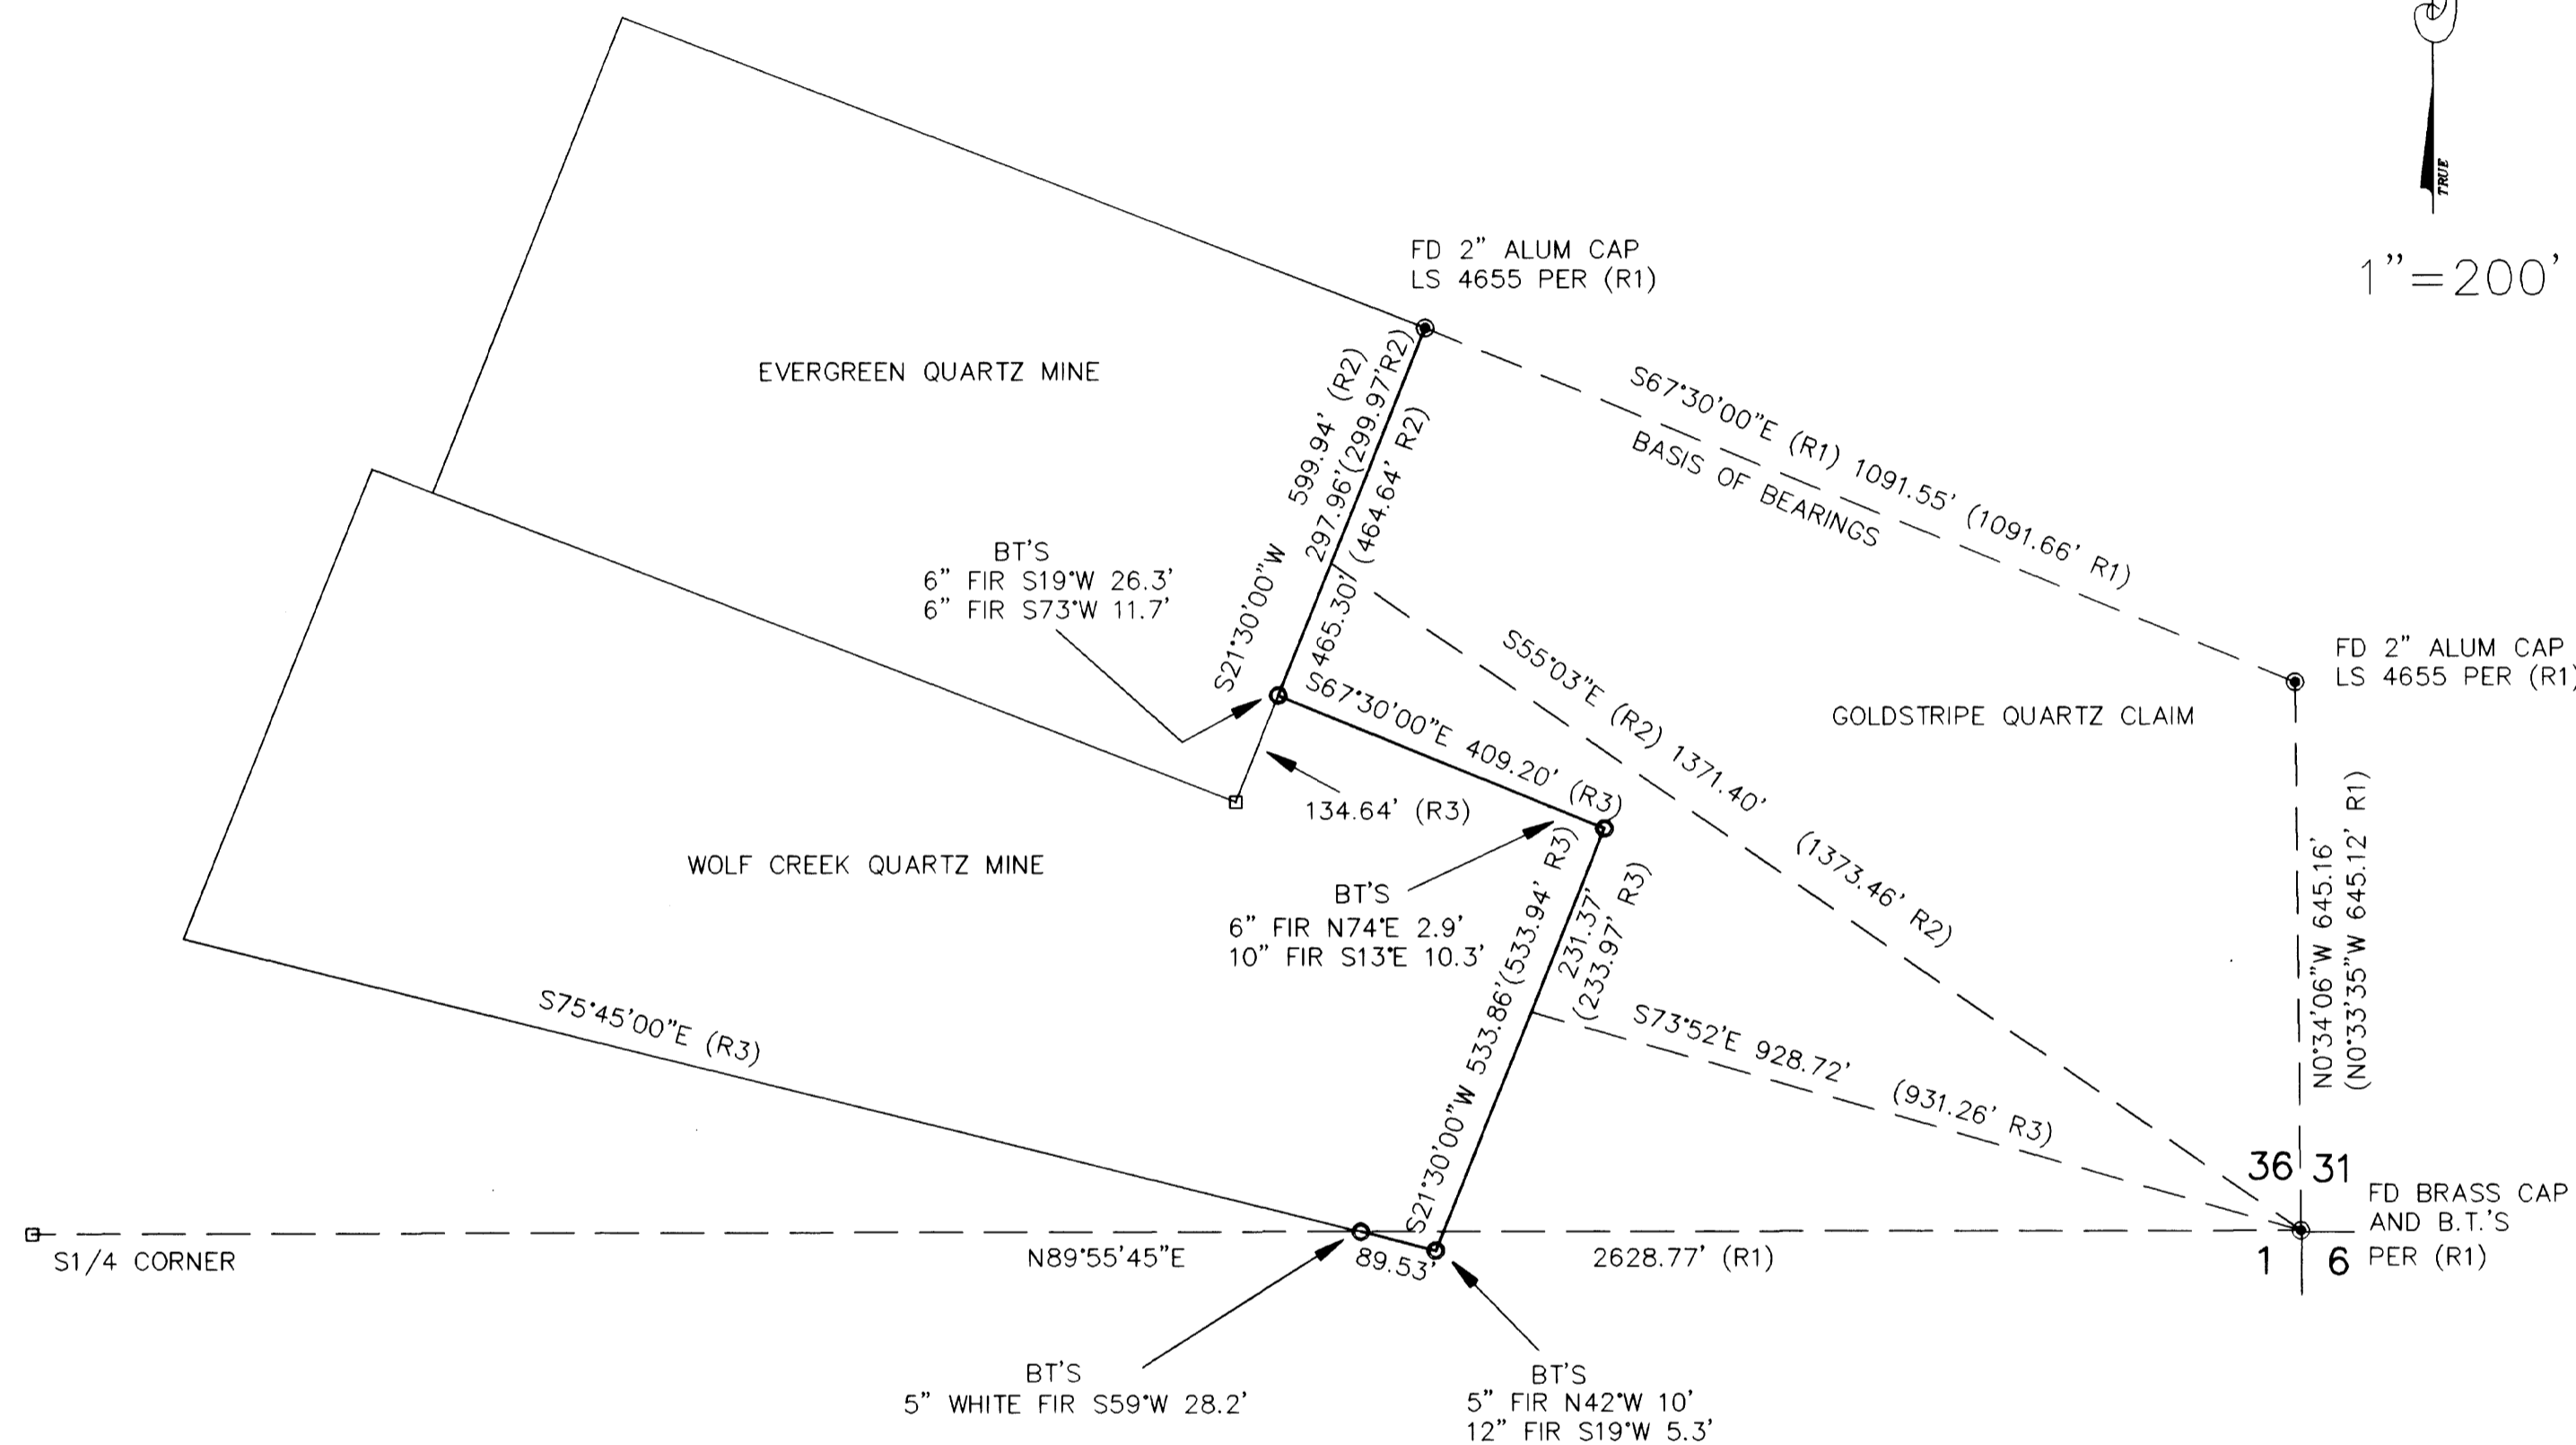 TRUE
1"=200'
FD 2" ALUM CAP
LS 4655 PER (R1)
EVERGREEN QUARTZ MINE
S21°30'00"W 599.94' (R2)
297.96'(299.97'R2)
465.30' (464.64' R2)
S67°30'00"E (R1) 1091.55' (1091.66' R1)
BASIS OF BEARINGS
BT'S
6" FIR S19°W 26.3'
6" FIR S73°W 11.7'
S55°03"E (R2) 1371.40' (1373.46' R2)
FD 2" ALUM CAP
LS 4655 PER (R1)
GOLDSTRIPE QUARTZ CLAIM
S67°30'00"E 409.20' (R3)
134.64' (R3)
WOLF CREEK QUARTZ MINE
BT'S
6" FIR N74°E 2.9'
10" FIR S13°E 10.3'
S21°30'00"W 533.86'(533.94' R3)
231.37'
(233.97' R3)
N0°34'06"W 645.16'
(N0°33'35"W 645.12' R1)
S75°45'00"E (R3)
S73°52'E 928.72' (931.26' R3)
36 31
1 6
FD BRASS CAP
AND B.T.'S
PER (R1)
S1/4 CORNER
N89°55'45"E
89.53'
2628.77' (R1)
BT'S
5" WHITE FIR S59°W 28.2'
BT'S
5" FIR N42°W 10'
12" FIR S19°W 5.3'